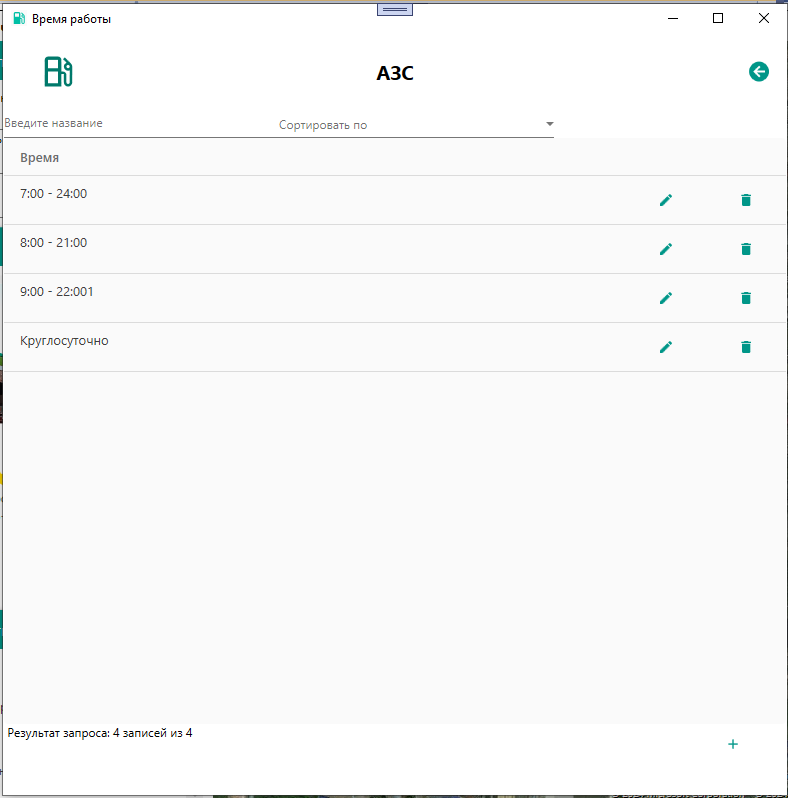 Время работы
АЗС
Введите название
Сортировать по
Время
7:00 - 24:00
8:00 - 21:00
9:00 - 22:001
Круглосуточно
Результат запроса: 4 записей из 4